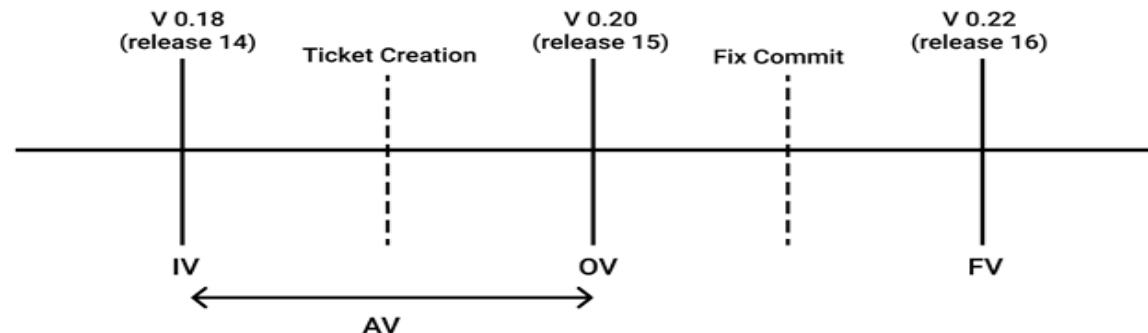 V 0.18
(release 14)
Ticket Creation
V 0.20
(release 15)
Fix Commit
V 0.22
(release 16)
IV
OV
FV
AV